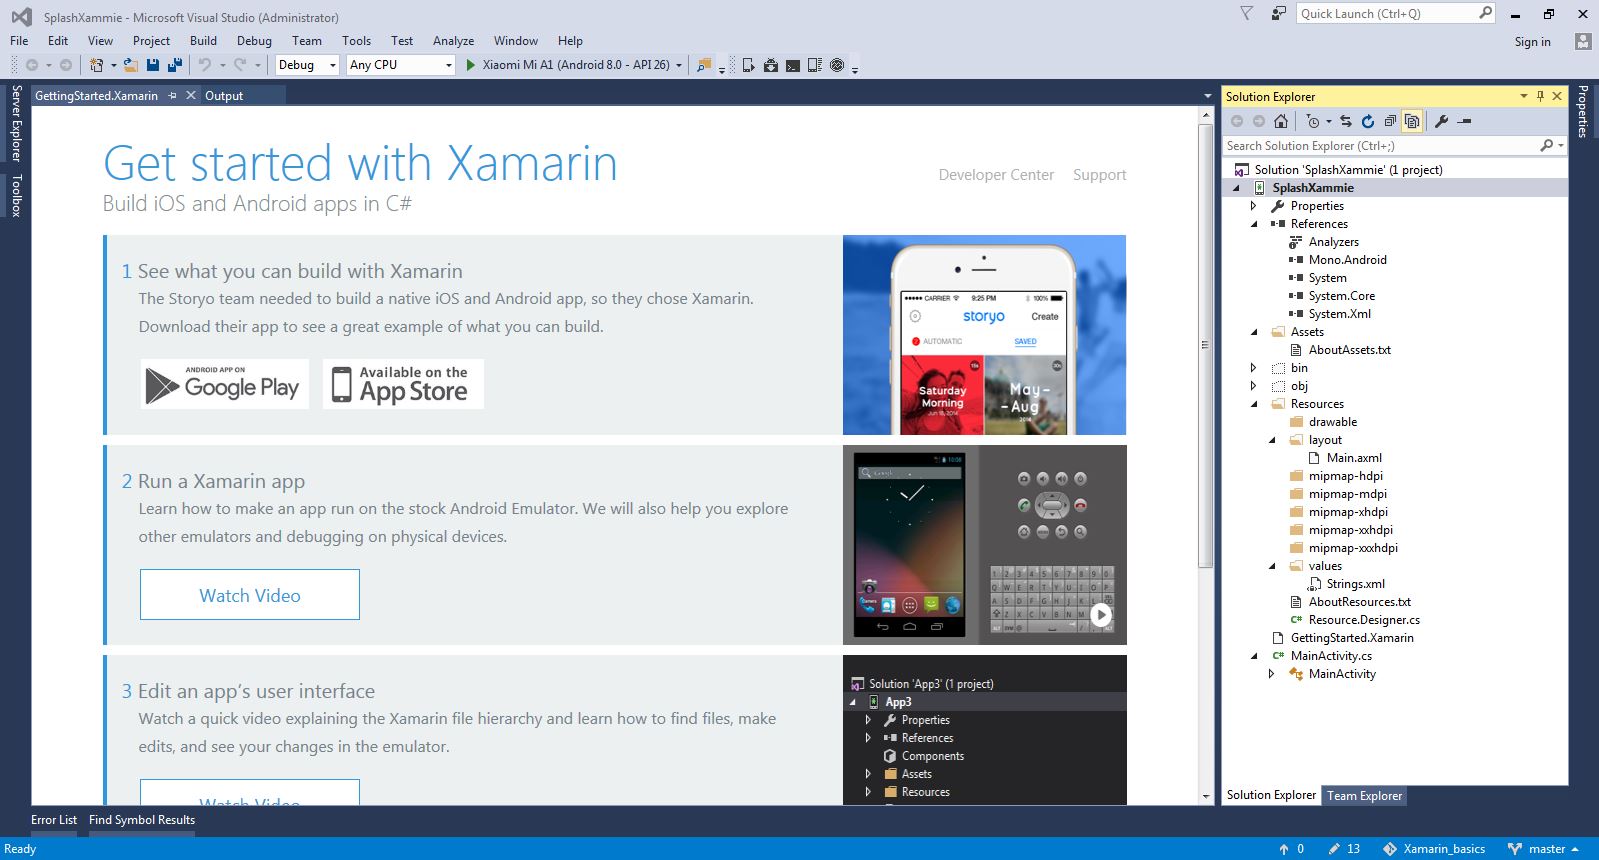 SplashXammie - Microsoft Visual Studio (Administrator)
Quick Launch (Ctrl+Q)
File Edit View Project Build Debug Team Tools Test Analyze Window Help
Sign in
Debug Any CPU Xiaomi Mi A1 (Android 8.0 - API 26)
Server Explorer
Toolbox
GettingStarted.Xamarin Output
Get started with Xamarin
Build iOS and Android apps in C#
Developer Center Support
1 See what you can build with Xamarin
The Storyo team needed to build a native iOS and Android app, so they chose Xamarin.
Download their app to see a great example of what you can build.
ANDROID APP ON
Google Play
Available on the
App Store
CARRIER 9:25 PM 100%
storyo Create
AUTOMATIC SAVED
Saturday
Morning
Jun 18, 2014
May-
-Aug
2014
2 Run a Xamarin app
Learn how to make an app run on the stock Android Emulator. We will also help you explore
other emulators and debugging on physical devices.
Watch Video
10:08
Google
3 Edit an app's user interface
Watch a quick video explaining the Xamarin file hierarchy and learn how to find files, make
edits, and see your changes in the emulator.
Watch Video
Solution 'App3' (1 project)
App3
Properties
References
Components
Assets
Resources
Solution Explorer
Search Solution Explorer (Ctrl+;)
Solution 'SplashXammie' (1 project)
SplashXammie
Properties
References
Analyzers
Mono.Android
System
System.Core
System.Xml
Assets
AboutAssets.txt
bin
obj
Resources
drawable
layout
Main.axml
mipmap-hdpi
mipmap-mdpi
mipmap-xhdpi
mipmap-xxhdpi
mipmap-xxxhdpi
values
Strings.xml
AboutResources.txt
Resource.Designer.cs
GettingStarted.Xamarin
MainActivity.cs
MainActivity
Solution Explorer Team Explorer
Properties
Error List Find Symbol Results
Ready
0 13 Xamarin_basics master